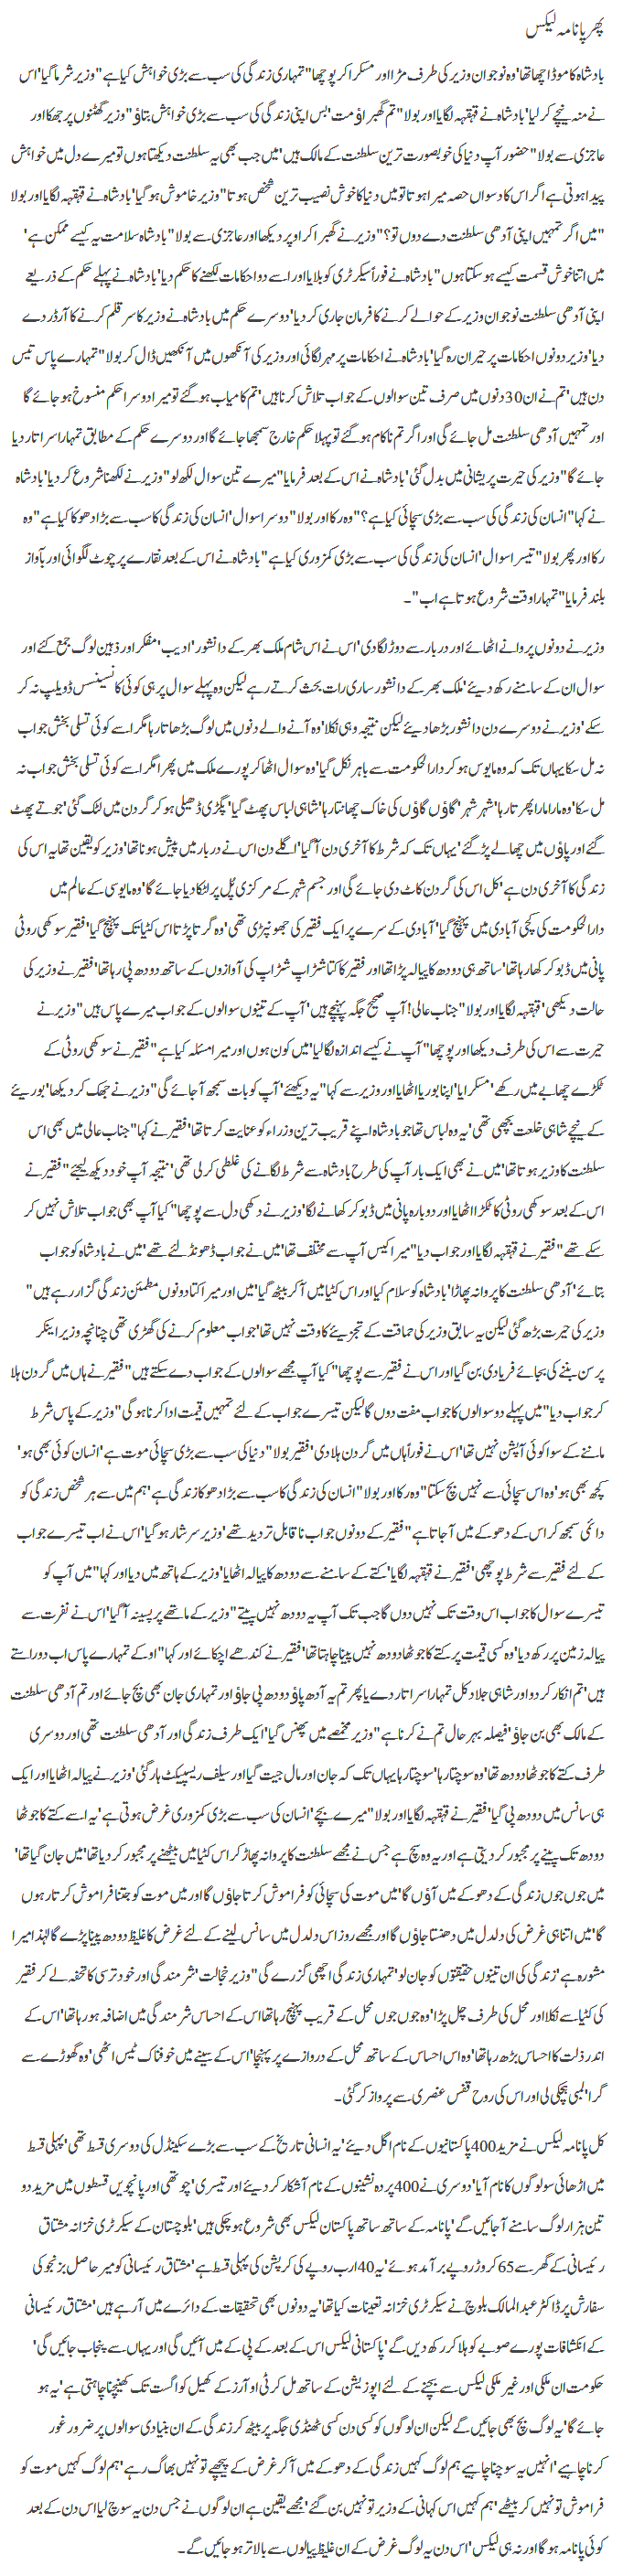 پھر پانامہ لیکس
بادشاہ کا موڈ اچھا تھا' وہ نوجوان وزیر کی طرف مڑا اور مسکرا کر پوچھا "تمہاری زندگی کی سب سے بڑی خواہش کیا ہے" وزیر شرما گیا' اس
نے منہ نیچے کر لیا' بادشاہ نے قہقہہ لگایا اور بولا "تم گھبراؤ مت' بس اپنی زندگی کی سب سے بڑی خواہش بتاؤ" وزیر گھٹنوں پر جھکا اور
عاجزی سے بولا "حضور آپ دنیا کی خوبصورت ترین سلطنت کے مالک ہیں' میں جب بھی یہ سلطنت دیکھتا ہوں تو میرے دل میں خواہش
پیدا ہوتی ہے اگر اس کا دسواں حصہ میرا ہوتا تو میں دنیا کا خوش نصیب ترین شخص ہوتا" وزیر خاموش ہو گیا' بادشاہ نے قہقہہ لگایا اور بولا
"میں اگر تمہیں اپنی آدھی سلطنت دے دوں تو؟" وزیر نے گھبرا کر اوپر دیکھا اور عاجزی سے بولا "بادشاہ سلامت یہ کیسے ممکن ہے'
میں اتنا خوش قسمت کیسے ہو سکتا ہوں" بادشاہ نے فوراً سیکرٹری کو بلایا اور اسے دو احکامات لکھنے کا حکم دیا' بادشاہ نے پہلے حکم کے ذریعے
اپنی آدھی سلطنت نوجوان وزیر کے حوالے کرنے کا فرمان جاری کر دیا' دوسرے حکم میں بادشاہ نے وزیر کا سر قلم کرنے کا آرڈر دے
دیا' وزیر دونوں احکامات پر حیران رہ گیا' بادشاہ نے احکامات پر مہر لگائی اور وزیر کی آنکھوں میں آنکھیں ڈال کر بولا "تمہارے پاس تیس
دن ہیں' تم نے ان 30 دنوں میں صرف تین سوالوں کے جواب تلاش کرنا ہیں' تم کامیاب ہو گئے تو میرا دوسرا حکم منسوخ ہو جائے گا
اور تمہیں آدھی سلطنت مل جائے گی اور اگر تم ناکام ہو گئے تو پہلا حکم خارج سمجھا جائے گا اور دوسرے حکم کے مطابق تمہارا سر اتار دیا
جائے گا" وزیر کی حیرت پریشانی میں بدل گئی' بادشاہ نے اس کے بعد فرمایا "میرے تین سوال لکھ لو" وزیر نے لکھنا شروع کر دیا' بادشاہ
نے کہا "انسان کی زندگی کی سب سے بڑی سچائی کیا ہے؟" وہ رکا اور بولا" دوسرا سوال' انسان کی زندگی کا سب سے بڑا دھوکا کیا ہے" وہ
رکا اور پھر بولا "تیسرا سوال' انسان کی زندگی کی سب سے بڑی کمزوری کیا ہے" بادشاہ نے اس کے بعد نقارے پر چوٹ لگوائی اور بآواز
بلند فرمایا "تمہارا وقت شروع ہوتا ہے اب"۔
وزیر نے دونوں پروانے اٹھائے اور دربار سے دوڑ لگا دی' اس نے اس شام ملک بھر کے دانشور' ادیب' مفکر اور ذہین لوگ جمع کئے اور
سوال ان کے سامنے رکھ دیئے' ملک بھر کے دانشور ساری رات بحث کرتے رہے لیکن وہ پہلے سوال پر ہی کوئی کانسینسس ڈویلپ نہ کر
سکے' وزیر نے دوسرے دن دانشور بڑھا دیئے لیکن نتیجہ وہی نکلا' وہ آنے والے دنوں میں لوگ بڑھاتا رہا مگر اسے کوئی تسلی بخش جواب
نہ مل سکا یہاں تک کہ وہ مایوس ہو کر دارالحکومت سے باہر نکل گیا' وہ سوال اٹھا کر پورے ملک میں پھرا مگر اسے کوئی تسلی بخش جواب نہ
مل سکا' وہ مارا مارا پھرتا رہا' شہر شہر' گاؤں گاؤں کی خاک چھانتا رہا' شاہی لباس پھٹ گیا' پگڑی ڈھیلی ہو کر گردن میں لٹک گئی' جوتے پھٹ
گئے اور پاؤں میں چھالے پڑ گئے' یہاں تک کہ شرط کا آخری دن آ گیا' اگلے دن اس نے دربار میں پیش ہونا تھا' وزیر کو یقین تھا یہ اس کی
زندگی کا آخری دن ہے' کل اس کی گردن کاٹ دی جائے گی اور جسم شہر کے مرکزی پُل پر لٹکا دیا جائے گا' وہ مایوسی کے عالم میں
دارالحکومت کی کچی آبادی میں پہنچ گیا' آبادی کے سرے پر ایک فقیر کی جھونپڑی تھی' وہ گرتا پڑتا اس کٹیا تک پہنچ گیا' فقیر سوکھی روٹی
پانی میں ڈبو کر کھا رہا تھا' ساتھ ہی دودھ کا پیالہ پڑا تھا اور فقیر کا کتا شڑاپ شڑاپ کی آوازوں کے ساتھ دودھ پی رہا تھا' فقیر نے وزیر کی
حالت دیکھی' قہقہہ لگایا اور بولا "جناب عالی! آپ صحیح جگہ پہنچے ہیں' آپ کے تینوں سوالوں کے جواب میرے پاس ہیں" وزیر نے
حیرت سے اس کی طرف دیکھا اور پوچھا "آپ نے کیسے اندازہ لگا لیا' میں کون ہوں اور میرا مسئلہ کیا ہے" فقیر نے سوکھی روٹی کے
ٹکڑے چھابے میں رکھے' مسکرایا' اپنا بوریا اٹھایا اور وزیر سے کہا "یہ دیکھئے' آپ کو بات سمجھ آ جائے گی" وزیر نے جھک کر دیکھا' بوریئے
کے نیچے شاہی خلعت بچھی تھی' یہ وہ لباس تھا جو بادشاہ اپنے قریب ترین وزراء کو عنایت کرتا تھا' فقیر نے کہا "جناب عالی میں بھی اس
سلطنت کا وزیر ہوتا تھا' میں نے بھی ایک بار آپ کی طرح بادشاہ سے شرط لگانے کی غلطی کر لی تھی' نتیجہ آپ خود دیکھ لیجئے" فقیر نے
اس کے بعد سوکھی روٹی کا ٹکڑا اٹھایا اور دوبارہ پانی میں ڈبو کر کھانے لگا' وزیر نے دکھی دل سے پوچھا "کیا آپ بھی جواب تلاش نہیں کر
سکے تھے" فقیر نے قہقہہ لگایا اور جواب دیا "میرا کیس آپ سے مختلف تھا' میں نے جواب ڈھونڈ لئے تھے' میں نے بادشاہ کو جواب
بتائے' آدھی سلطنت کا پروانہ پھاڑا' بادشاہ کو سلام کیا اور اس کٹیا میں آ کر بیٹھ گیا' میں اور میرا کتا دونوں مطمئن زندگی گزار رہے ہیں"
وزیر کی حیرت بڑھ گئی لیکن یہ سابق وزیر کی حماقت کے تجزیئے کا وقت نہیں تھا' جواب معلوم کرنے کی گھڑی تھی چنانچہ وزیر اینکر
پرسن بننے کی بجائے فریادی بن گیا اور اس نے فقیر سے پوچھا "کیا آپ مجھے سوالوں کے جواب دے سکتے ہیں" فقیر نے ہاں میں گردن ہلا
کر جواب دیا "میں پہلے دو سوالوں کا جواب مفت دوں گا لیکن تیسرے جواب کے لئے تمہیں قیمت ادا کرنا ہو گی" وزیر کے پاس شرط
ماننے کے سوا کوئی آپشن نہیں تھا' اس نے فوراً ہاں میں گردن ہلا دی' فقیر بولا "دنیا کی سب سے بڑی سچائی موت ہے' انسان کوئی بھی ہو'
کچھ بھی ہو' وہ اس سچائی سے نہیں بچ سکتا" وہ رکا اور بولا "انسان کی زندگی کا سب سے بڑا دھوکا زندگی ہے' ہم میں سے ہر شخص زندگی کو
دائمی سمجھ کر اس کے دھوکے میں آ جاتا ہے" فقیر کے دونوں جواب ناقابل تردید تھے' وزیر سرشار ہو گیا' اس نے اب تیسرے جواب
کے لئے فقیر سے شرط پوچھی' فقیر نے قہقہہ لگایا' کتے کے سامنے سے دودھ کا پیالہ اٹھایا' وزیر کے ہاتھ میں دیا اور کہا "میں آپ کو
تیسرے سوال کا جواب اس وقت تک نہیں دوں گا جب تک آپ یہ دودھ نہیں پیتے" وزیر کے ماتھے پر پسینہ آ گیا' اس نے نفرت سے
پیالہ زمین پر رکھ دیا' وہ کسی قیمت پر کتے کا جوٹھا دودھ نہیں پینا چاہتا تھا' فقیر نے کندھے اچکائے اور کہا "اوکے تمہارے پاس اب دو راستے
ہیں' تم انکار کر دو اور شاہی جلاد کل تمہارا سر اتار دے یا پھر تم یہ آدھ پاؤ دودھ پی جاؤ اور تمہاری جان بھی بچ جائے اور تم آدھی سلطنت
کے مالک بھی بن جاؤ' فیصلہ بہرحال تم نے کرنا ہے" وزیر مخمصے میں پھنس گیا' ایک طرف زندگی اور آدھی سلطنت تھی اور دوسری
طرف کتے کا جوٹھا دودھ تھا' وہ سوچتا رہا' سوچتا رہا یہاں تک کہ جان اور مال جیت گیا اور سیلف ریسپیکٹ ہار گئی' وزیر نے پیالہ اٹھایا اور ایک
ہی سانس میں دودھ پی گیا' فقیر نے قہقہہ لگایا اور بولا "میرے بچے' انسان کی سب سے بڑی کمزوری غرض ہوتی ہے' یہ اسے کتے کا جوٹھا
دودھ تک پینے پر مجبور کر دیتی ہے اور یہ وہ سچ ہے جس نے مجھے سلطنت کا پروانہ پھاڑ کر اس کٹیا میں بیٹھنے پر مجبور کر دیا تھا' میں جان گیا تھا'
میں جوں جوں زندگی کے دھوکے میں آؤں گا' میں موت کی سچائی کو فراموش کرتا جاؤں گا اور میں موت کو جتنا فراموش کرتا رہوں
گا' میں اتنا ہی غرض کی دلدل میں دھنستا جاؤں گا اور مجھے روز اس دلدل میں سانس لینے کے لئے غرض کا غلیظ دودھ پینا پڑے گا لہٰذا میرا
مشورہ ہے' زندگی کی ان تینوں حقیقتوں کو جان لو' تمہاری زندگی اچھی گزرے گی" وزیر خجالت' شرمندگی اور خود ترسی کا تحفہ لے کر فقیر
کی کٹیا سے نکلا اور محل کی طرف چل پڑا' وہ جوں جوں محل کے قریب پہنچ رہا تھا اس کے احساس شرمندگی میں اضافہ ہو رہا تھا' اس کے
اندر ذلت کا احساس بڑھ رہا تھا' وہ اس احساس کے ساتھ محل کے دروازے پر پہنچا' اس کے سینے میں خوفناک ٹیس اٹھی' وہ گھوڑے سے
گرا' لمبی ہچکی لی اور اس کی روح قفس عنصری سے پرواز کر گئی۔
کل پانامہ لیکس نے مزید 400 پاکستانیوں کے نام اگل دیئے' یہ انسانی تاریخ کے سب سے بڑے سکینڈل کی دوسری قسط تھی' پہلی قسط
میں اڑھائی سو لوگوں کا نام آیا' دوسری نے 400 پردہ نشینوں کے نام آشکار کر دیئے اور تیسری' چوتھی اور پانچویں قسطوں میں مزید دو
تین ہزار لوگ سامنے آ جائیں گے' پانامہ کے ساتھ ساتھ پاکستان لیکس بھی شروع ہو چکی ہیں' بلوچستان کے سیکرٹری خزانہ مشتاق
رئیسانی کے گھر سے 65 کروڑ روپے برآمد ہوئے' یہ 40 ارب روپے کی کرپشن کی پہلی قسط ہے' مشتاق رئیسانی کو میر حاصل بزنجو کی
سفارش پر ڈاکٹر عبدالمالک بلوچ نے سیکرٹری خزانہ تعینات کیا تھا' یہ دونوں بھی تحقیقات کے دائرے میں آ رہے ہیں' مشتاق رئیسانی
کے انکشافات پورے صوبے کو ہلا کر رکھ دیں گے' پاکستانی لیکس اس کے بعد کے پی کے میں آئیں گی اور یہاں سے پنجاب جائیں گی'
حکومت ان ملکی اور غیر ملکی لیکس سے بچنے کے لئے اپوزیشن کے ساتھ مل کر ٹی او آرز کے کھیل کو اگست تک کھینچنا چاہتی ہے' یہ ہو
جائے گا' یہ لوگ بچ بھی جائیں گے لیکن ان لوگوں کو کسی دن کسی ٹھنڈی جگہ پر بیٹھ کر زندگی کے ان بنیادی سوالوں پر ضرور غور
کرنا چاہیے' انہیں یہ سوچنا چاہیے ہم لوگ کہیں زندگی کے دھوکے میں آ کر غرض کے پیچھے تو نہیں بھاگ رہے' ہم لوگ کہیں موت کو
فراموش تو نہیں کر بیٹھے' ہم کہیں اس کہانی کے وزیر تو نہیں بن گئے' مجھے یقین ہے ان لوگوں نے جس دن یہ سوچ لیا اس دن کے بعد
کوئی پانامہ ہو گا اور نہ ہی لیکس' اس دن یہ لوگ غرض کے ان غلیظ پیالوں سے بالاتر ہو جائیں گے۔